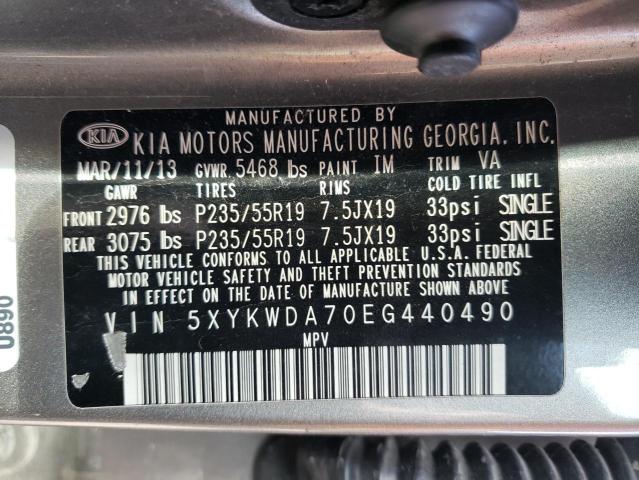 MANUFACTURED BY
KIA KIA MOTORS MANUFACTURING GEORGIA, INC.
MAR/11/13 GVWR. 5468 lbs PAINT IM TRIM VA
GAWR TIRES RIMS COLD TIRE INFL
FRONT 2976 lbs P235/55R19 7.5JX19 33psi SINGLE
REAR 3075 lbs P235/55R19 7.5JX19 33psi SINGLE
THIS VEHICLE CONFORMS TO ALL APPLICABLE U.S.A. FEDERAL
MOTOR VEHICLE SAFETY AND THEFT PREVENTION STANDARDS
IN EFFECT ON THE DATE OF MANUFACTURE SHOWN ABOVE
VIN 5XYKWDA70EG440490
MPV
0890